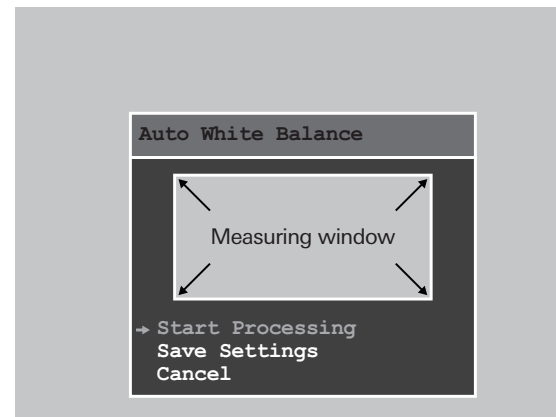 Auto White Balance
Measuring window
Start Processing
Save Settings
Cancel